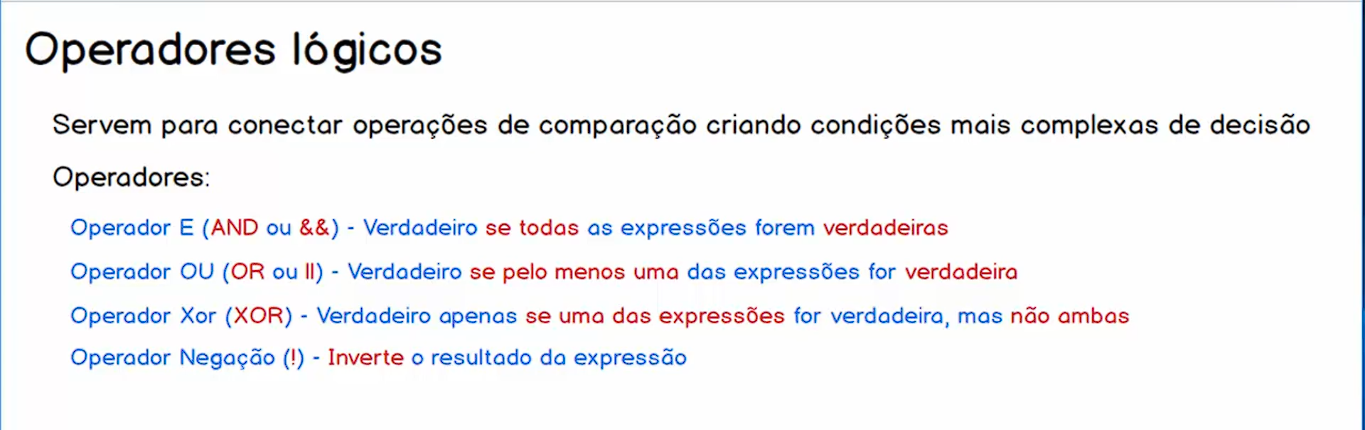 Operadores lógicos
Servem para conectar operações de comparação criando condições mais complexas de decisão
Operadores:
Operador E (AND ou &&) - Verdadeiro se todas as expressões forem verdadeiras
Operador OU (OR ou ||) - Verdadeiro se pelo menos uma das expressões for verdadeira
Operador Xor (XOR) - Verdadeiro apenas se uma das expressões for verdadeira, mas não ambas
Operador Negação (!) - Inverte o resultado da expressão